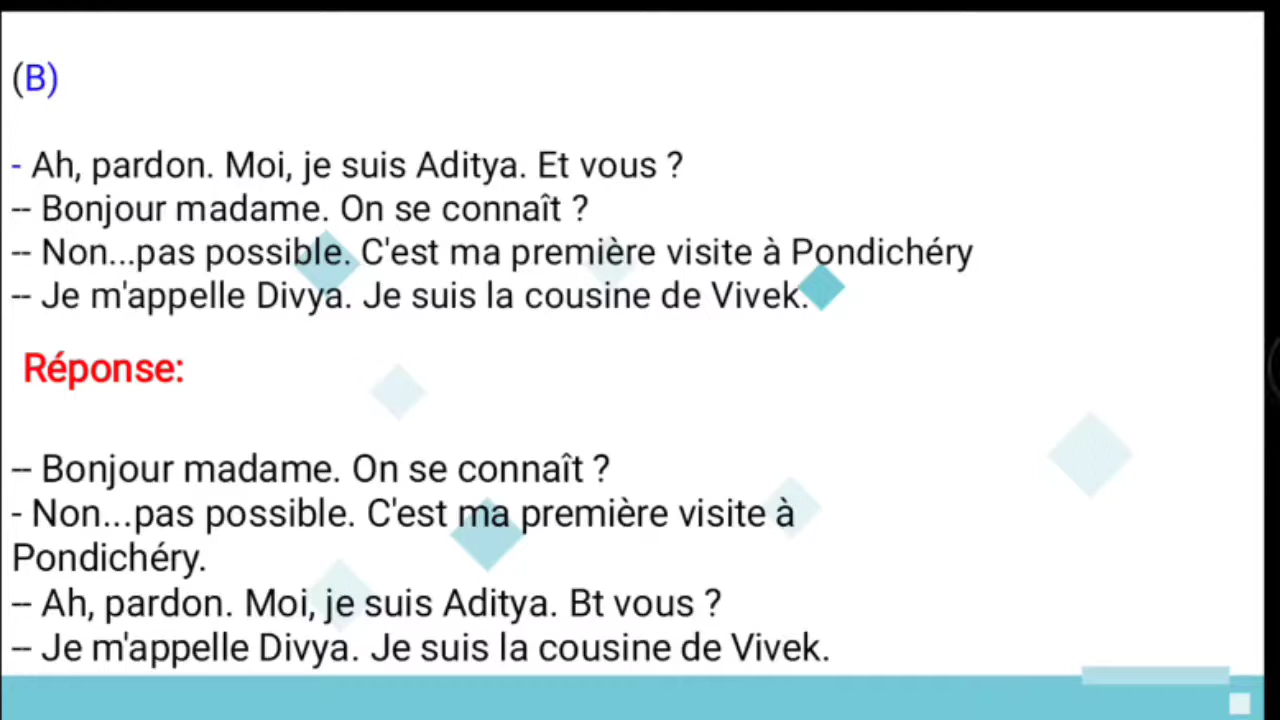 (B)
- Ah, pardon. Moi, je suis Aditya. Et vous ?
-- Bonjour madame. On se connaît ?
-- Non...pas possible. C'est ma première visite à Pondichéry
-- Je m'appelle Divya. Je suis la cousine de Vivek.
Réponse:
-- Bonjour madame. On se connaît ?
- Non...pas possible. C'est ma première visite à
Pondichéry.
-- Ah, pardon. Moi, je suis Aditya. Bt vous ?
-- Je m'appelle Divya. Je suis la cousine de Vivek.